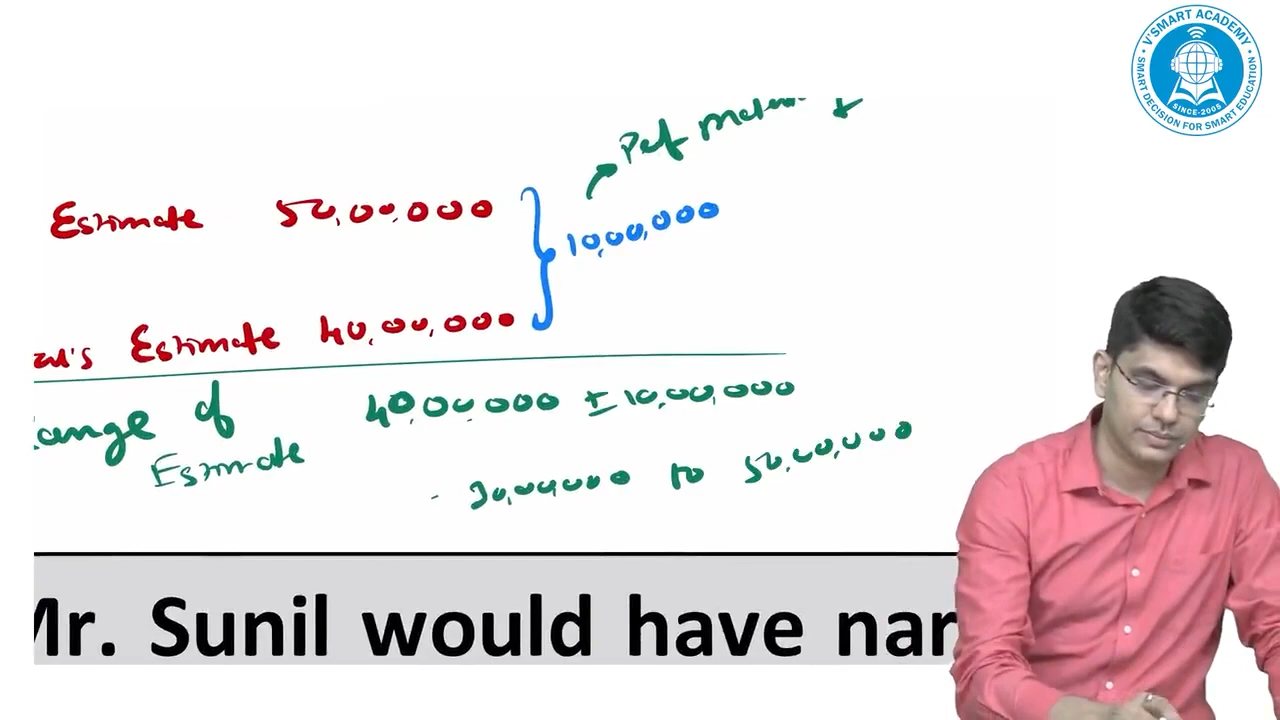 V'SMART ACADEMY
SINCE-2005
SMART DECISION FOR SMART EDUCATION
Perf
Estimate 50,00,000
10,00,000
Estimate 40,00,000
of 40,00,000 ± 10,00,000
Estimate
30,00,000 to 50,00,000
Mr. Sunil would have nar